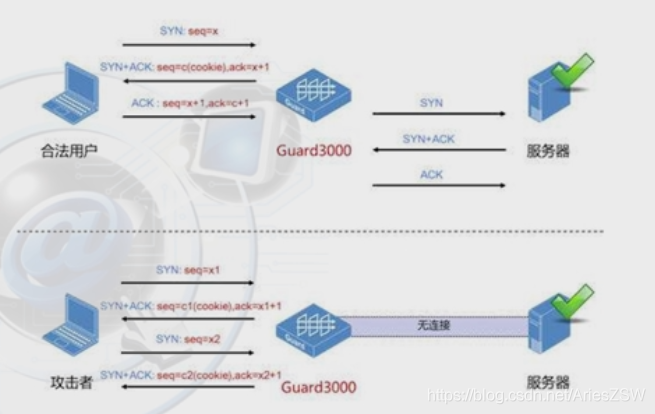 SYN: seq=x
SYN+ACK: seq=c(cookie),ack=x+1
ACK : seq=x+1,ack=c+1
SYN
SYN+ACK
ACK
Guard
合法用户
Guard3000
服务器
SYN: seq=x1
SYN+ACK: seq=c1(cookie),ack=x1+1
SYN: seq=x2
SYN+ACK: seq=c2(cookie),ack=x2+1
无连接
Guard
攻击者
Guard3000
服务器
https://blog.csdn.net/AriesZSW